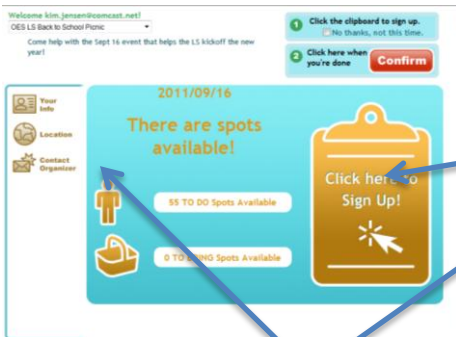 Welcome kim.jensen@comcast.net!
OES LS Back to School Picnic
Come help with the Sept 16 event that helps the LS kickoff the new
year!
1 Click the clipboard to sign up.
No thanks, not this time.
2 Click here when
you're done
Confirm
Your
Info
Location
Contact
Organizer
2011/09/16
There are spots
available!
55 TO DO Spots Available
0 TO BRING Spots Available
Click here to
Sign Up!